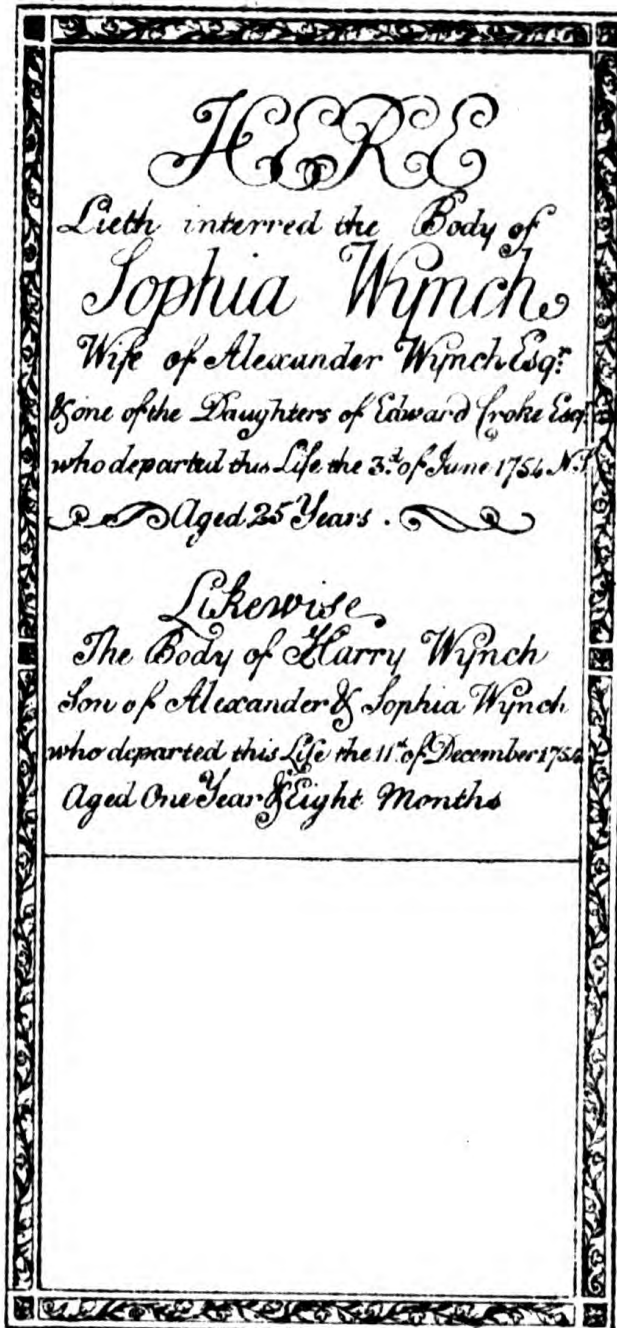 HERE
Lieth interred the Body of
Sophia Wynch
Wife of Alexander Wynch Esqr.
& one of the Daughters of Edward Croke Esqr
who departed this Life the 3d. of June 1754 N.S
Aged 25 Years .
Likewise
The Body of Harry Wynch
Son of Alexander & Sophia Wynch
who departed this Life the 11th of December 1754
Aged One Year & Eight Months